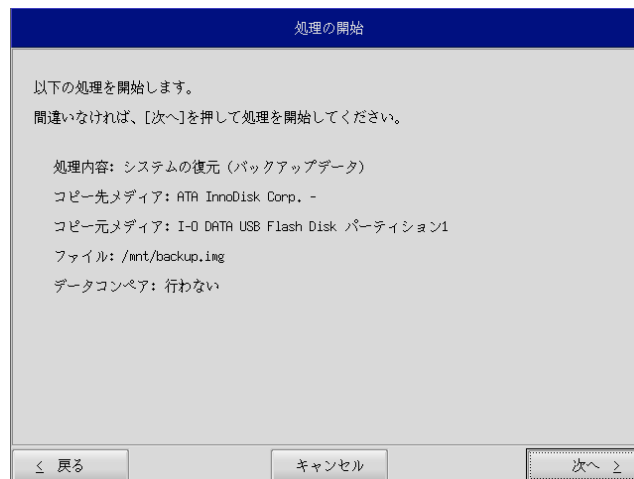 処理の開始
以下の処理を開始します。
間違いなければ、[次へ]を押して処理を開始してください。
処理内容: システムの復元 (バックアップデータ)
コピー先メディア: ATA InnoDisk Corp. -
コピー元メディア: I-O DATA USB Flash Disk パーティション1
ファイル: /mnt/backup.img
データコンペア: 行わない
< 戻る
キャンセル
次へ >